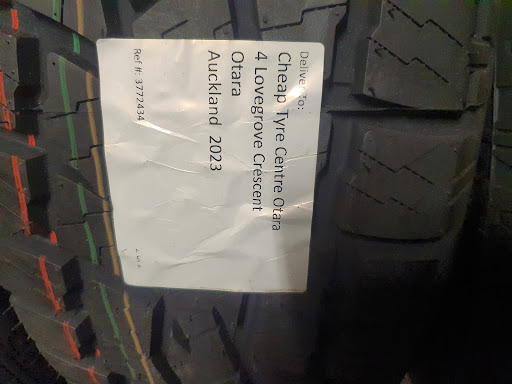 Deliver To:
Cheap Tyre Centre Otara
4 Lovegrove Crescent
Otara
Auckland 2023
Ref #: 3772434